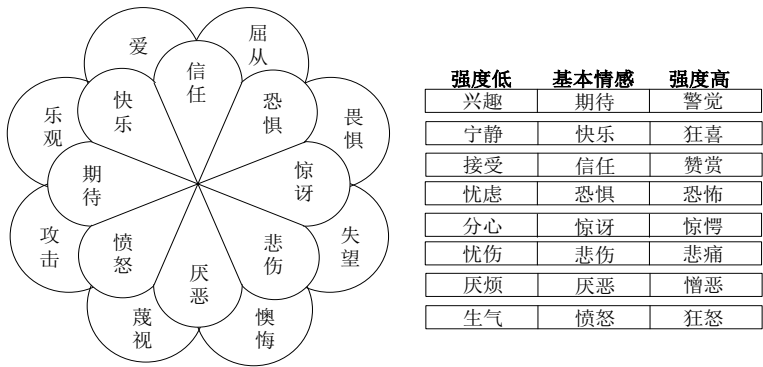 爱
屈从
信任
快乐
恐惧
乐观
畏惧
期待
惊讶
攻击
愤怒
悲伤
失望
厌恶
蔑视
懊悔
强度低 基本情感 强度高
兴趣 期待 警觉
宁静 快乐 狂喜
接受 信任 赞赏
忧虑 恐惧 恐怖
分心 惊讶 惊愕
忧伤 悲伤 悲痛
厌烦 厌恶 憎恶
生气 愤怒 狂怒